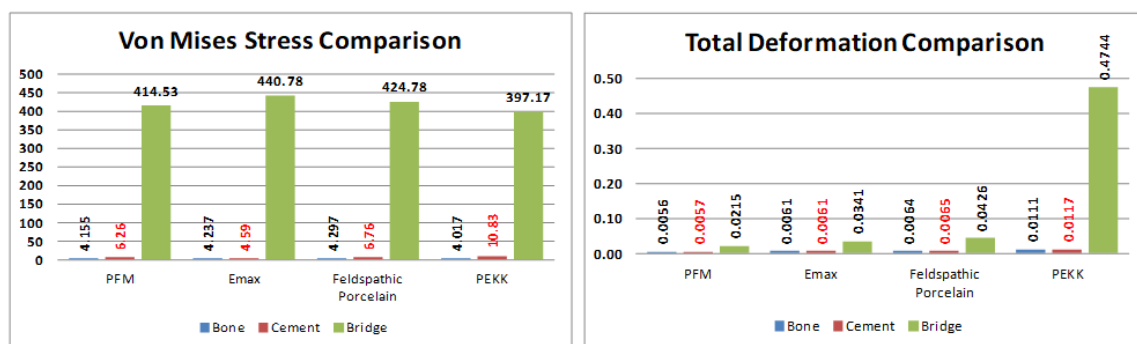 Von Mises Stress Comparison
500
450
400
350
300
250
200
150
100
50
0
4.155
6.26
414.53
4.237
4.59
440.78
4.297
6.76
424.78
4.017
10.83
397.17
PFM
Emax
Feldspathic
Porcelain
PEKK
Bone
Cement
Bridge
Total Deformation Comparison
0.50
0.40
0.30
0.20
0.10
0.00
0.0056
0.0057
0.0215
0.0061
0.0061
0.0341
0.0064
0.0065
0.0426
0.0111
0.0117
0.4744
PFM
Emax
Feldspathic
Porcelain
PEKK
Bone
Cement
Bridge